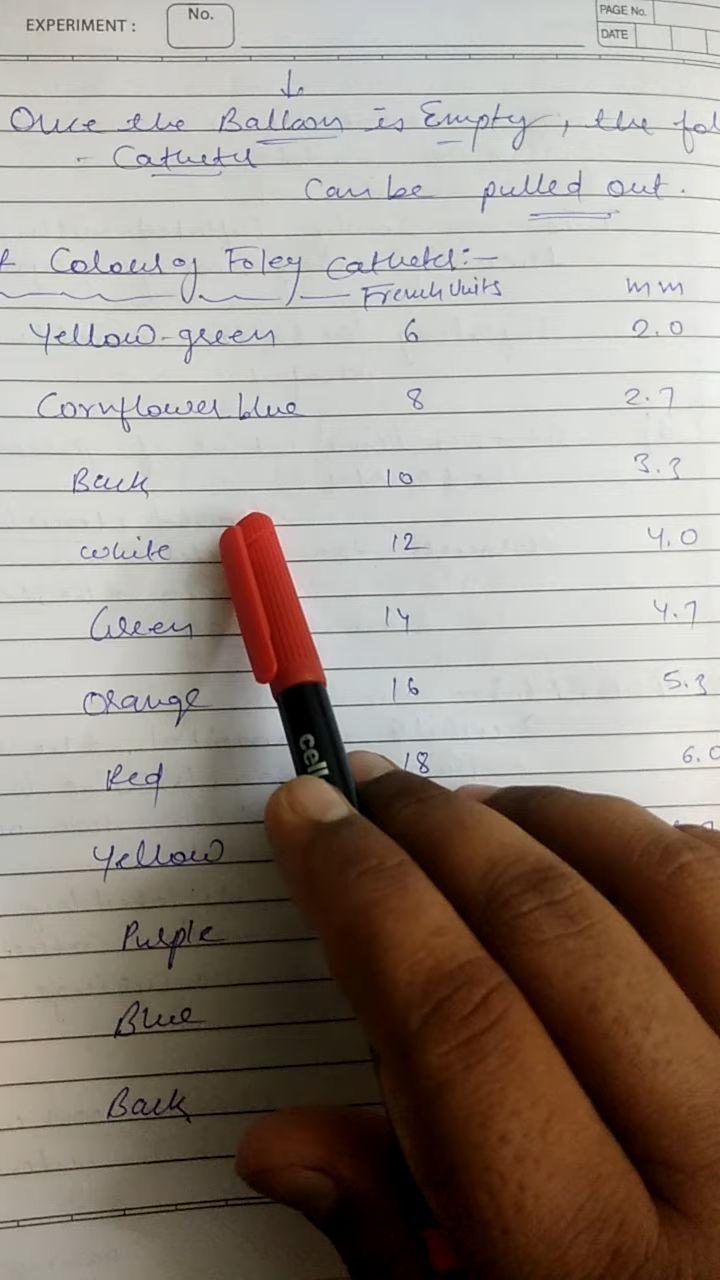 EXPERIMENT : No. PAGE No.
DATE
↓
Once the Balloon is Empty, the fol
- Catheter
can be pulled out.
Colour of Foley Catheter:-
French Units mm
Yellow-green 6 2.0
Cornflower blue 8 2.7
Back 10 3.3
White 12 4.0
Green 14 4.7
Orange 16 5.3
Red 18 6.0
Yellow
Purple
Blue
Back
cell